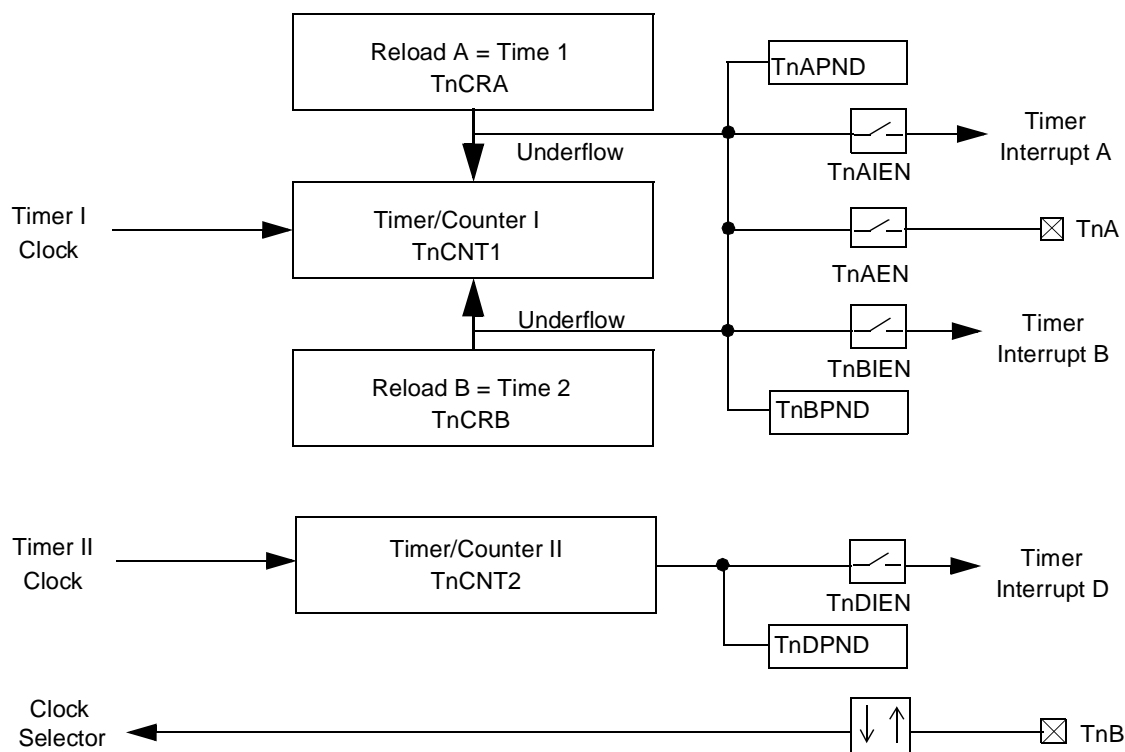 Reload A = Time 1
TnCRA
TnAPND
Underflow
Timer
Interrupt A
TnAIEN
Timer I
Clock
Timer/Counter I
TnCNT1
TnA
TnAEN
Underflow
Timer
Interrupt B
TnBIEN
Reload B = Time 2
TnCRB
TnBPND
Timer II
Clock
Timer/Counter II
TnCNT2
Timer
Interrupt D
TnDIEN
TnDPND
Clock
Selector
TnB